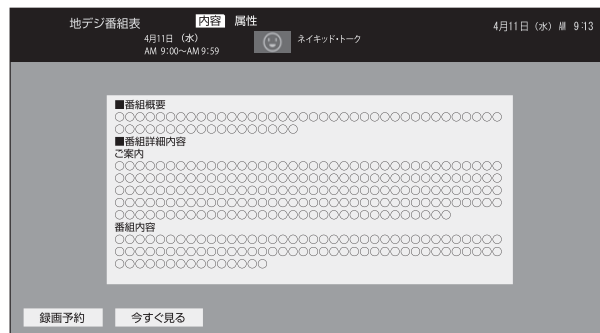 地デジ番組表 内容 属性
4月11日 （水） AM 9:13
4月11日 （水）
AM 9:00～AM 9:59
ネイキッド・トーク
■番組概要
○○○○○○○○○○○○○○○○○○○○○○○○○○○○○○○○○○○○○○
○○○○○○○○○○○○○○○○○○
■番組詳細内容
ご案内
○○○○○○○○○○○○○○○○○○○○○○○○○○○○○○○○○○○○○○
○○○○○○○○○○○○○○○○○○○○○○○○○○○○○○○○○○○○○○
○○○○○○○○○○○○○○○○○○○○○○○○○○○○○○○○○○○○○○
○○○○○○○○○○○○○○○○○○○○○○○○○○○○○○○○○○○○○○
○○○○○○○○○○○○○○○○○○○○○○○○○○○○○○○○○
番組内容
○○○○○○○○○○○○○○○○○○○○○○○○○○○○○○○○○○○○○○
○○○○○○○○○○○○○○○○○○○○○○○○○○○○○○○○○○○○○○
○○○○○○○○○○○○○○○
録画予約 今すぐ見る